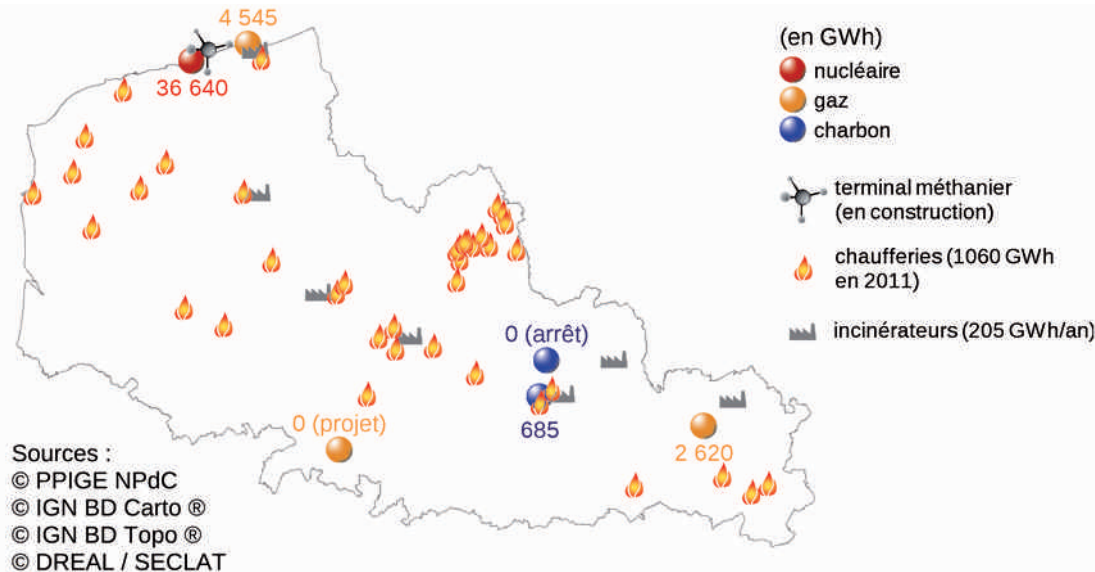 4 545
36 640
(en GWh)
nucléaire
gaz
charbon
terminal méthanier
(en construction)
chaufferies (1060 GWh
en 2011)
incinérateurs (205 GWh/an)
0 (arrêt)
685
0 (projet)
2 620
Sources :
© PPIGE NPdC
© IGN BD Carto ®
© IGN BD Topo ®
© DREAL / SECLAT